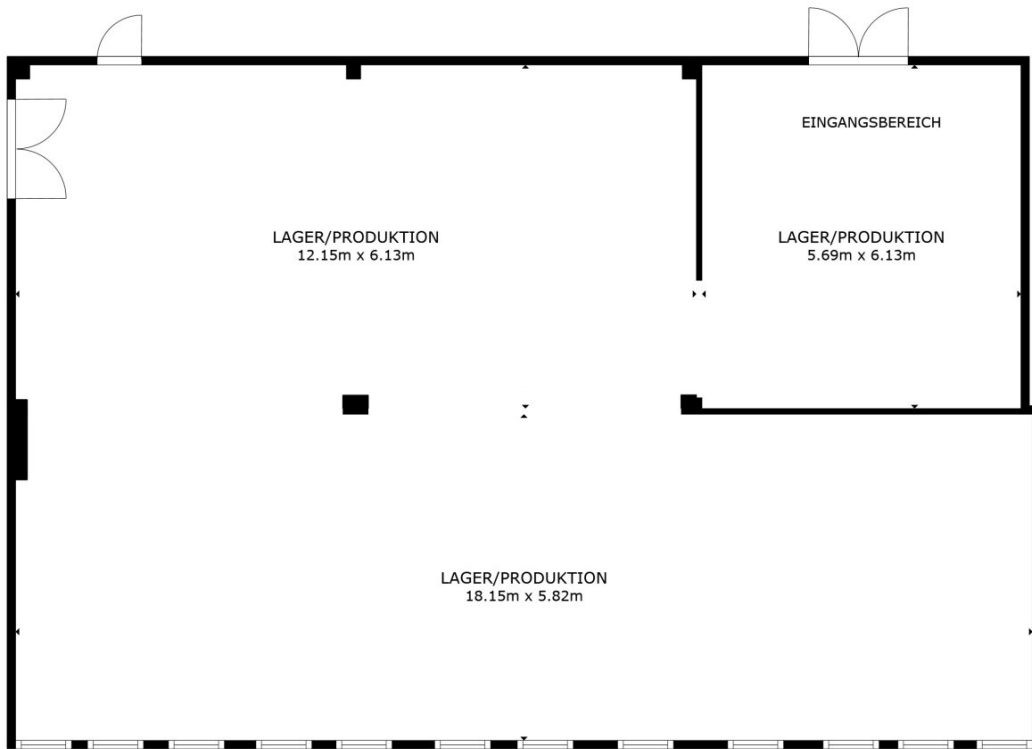 EINGANGSBEREICH
LAGER/PRODUKTION
12.15m x 6.13m
LAGER/PRODUKTION
5.69m x 6.13m
LAGER/PRODUKTION
18.15m x 5.82m